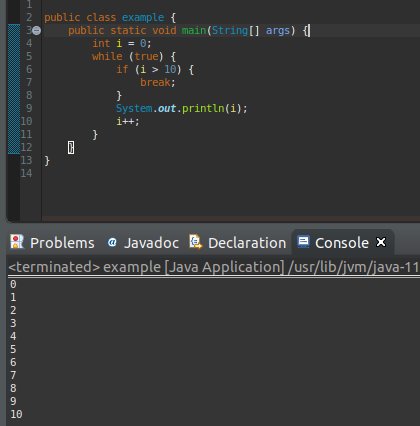 1
2 public class example {
3 public static void main(String[] args) {
4 int i = 0;
5 while (true) {
6 if (i > 10) {
7 break;
8 }
9 System.out.println(i);
10 i++;
11 }
12 }
13 }
14
Problems @ Javadoc Declaration Console
<terminated> example [Java Application] /usr/lib/jvm/java-11
0
1
2
3
4
5
6
7
8
9
10